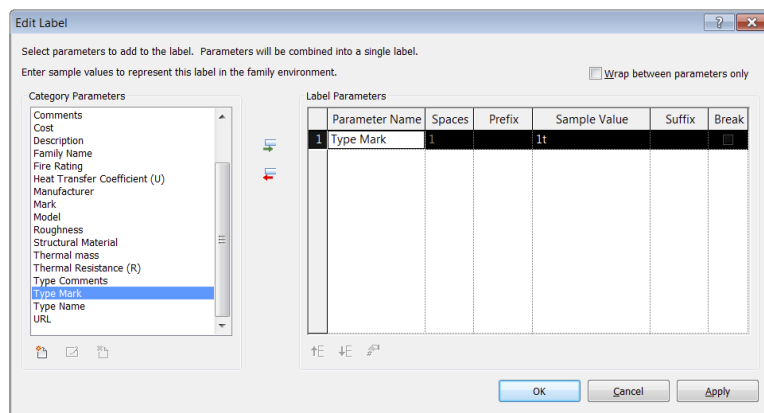 Edit Label
Select parameters to add to the label. Parameters will be combined into a single label.
Enter sample values to represent this label in the family environment.
Wrap between parameters only
Category Parameters
Comments
Cost
Description
Family Name
Fire Rating
Heat Transfer Coefficient (U)
Manufacturer
Mark
Model
Roughness
Structural Material
Thermal mass
Thermal Resistance (R)
Type Comments
Type Mark
Type Name
URL
Label Parameters
Parameter Name Spaces Prefix Sample Value Suffix Break
1 Type Mark 1 1t
OK Cancel Apply